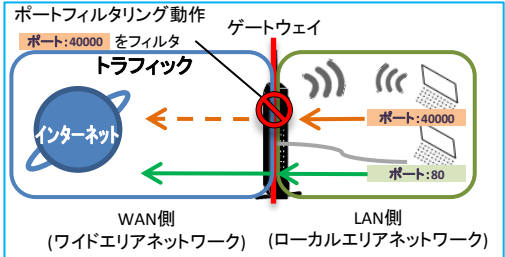 ポートフィルタリング動作
ゲートウェイ
ポート:40000 をフィルタ
トラフィック
インターネット
ポート:40000
ポート:80
WAN側
(ワイドエリアネットワーク)
LAN側
(ローカルエリアネットワーク)